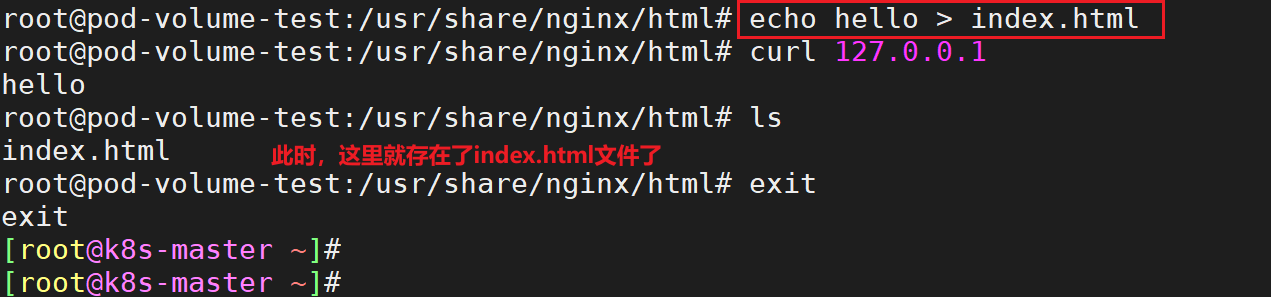 root@pod-volume-test:/usr/share/nginx/html# echo hello > index.html
root@pod-volume-test:/usr/share/nginx/html# curl 127.0.0.1
hello
root@pod-volume-test:/usr/share/nginx/html# ls
index.html 此时，这里就存在了index.html文件了
root@pod-volume-test:/usr/share/nginx/html# exit
exit
[root@k8s-master ~]#
[root@k8s-master ~]#